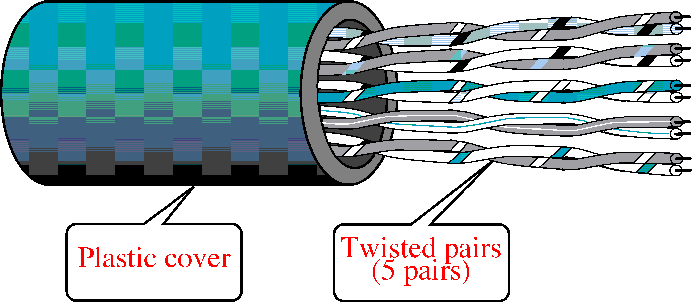 Plastic cover
Twisted pairs
(5 pairs)